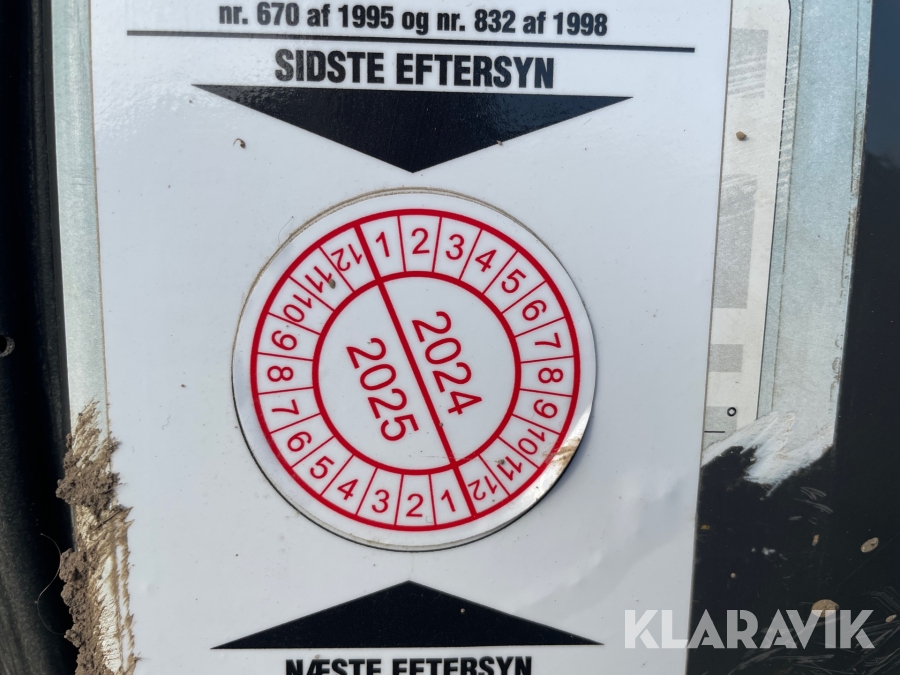 nr. 670 af 1995 og nr. 832 af 1998
SIDSTE EFTERSYN
1 2 3 4 5 6 7 8 9 10 11 12
2024
2025
1 2 3 4 5 6 7 8 9 10 11 12
NÆSTE EFTERSYN
KLARAVIK